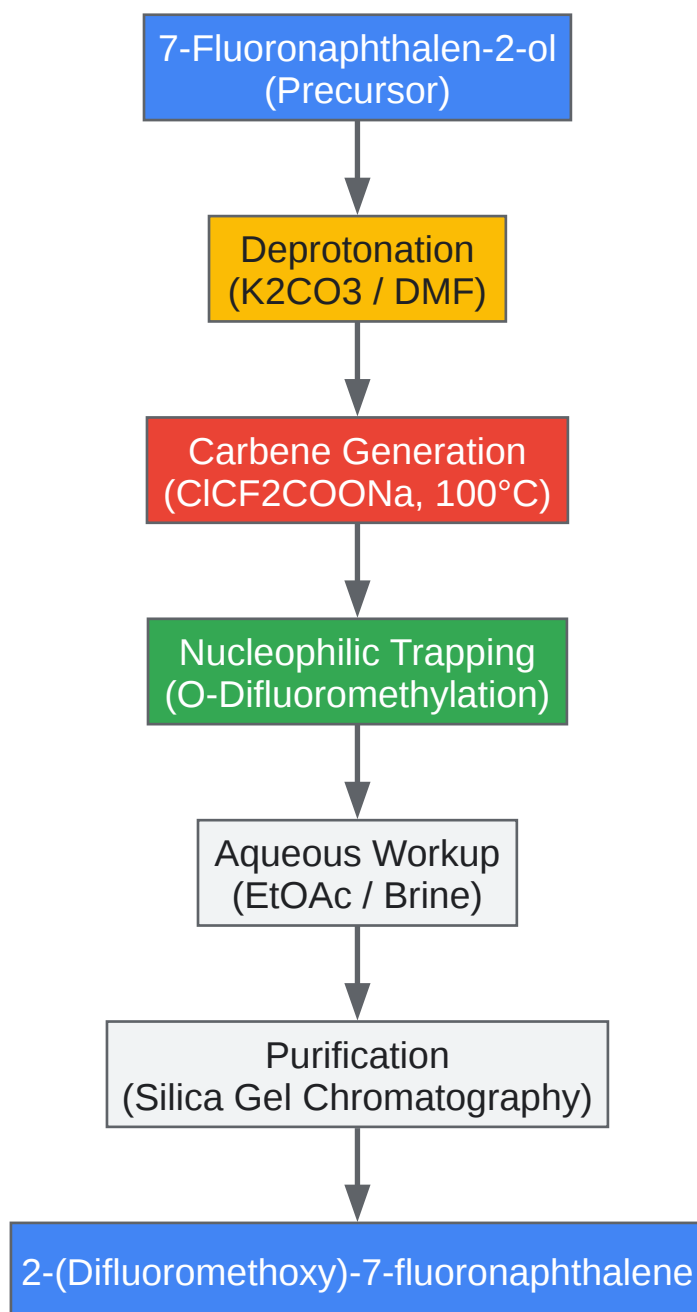 7-Fluoronaphthalen-2-ol
(Precursor)
Deprotonation
(K2CO3 / DMF)
Carbene Generation
(ClCF2COONa, 100°C)
Nucleophilic Trapping
(O-Difluoromethylation)
Aqueous Workup
(EtOAc / Brine)
Purification
(Silica Gel Chromatography)
2-(Difluoromethoxy)-7-fluoronaphthalene